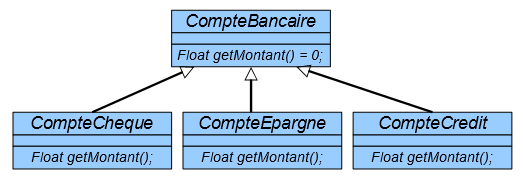 CompteBancaire
Float getMontant() = 0;
CompteCheque
Float getMontant();
CompteEpargne
Float getMontant();
CompteCredit
Float getMontant();